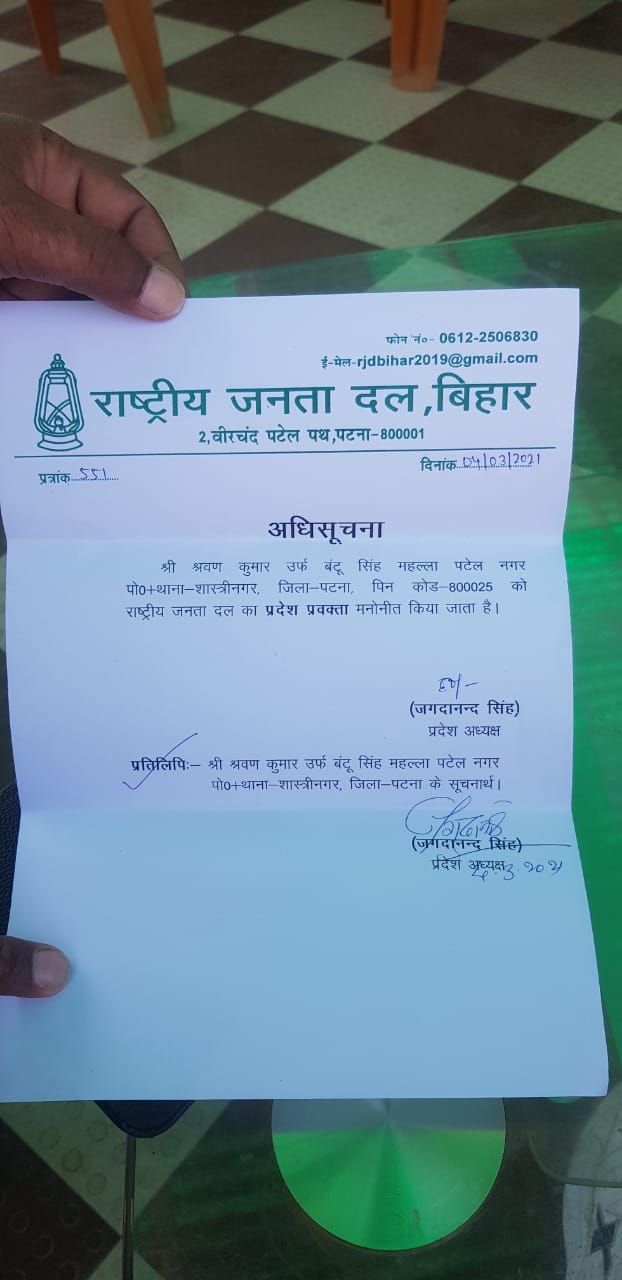 फोन नं०- 0612-2506830
ई-मेल-rjdbihar2019@gmail.com
राष्ट्रीय जनता दल,बिहार
2,वीरचंद पटेल पथ,पटना-800001
पत्रांक...551......
दिनांक...04/03/2021
अधिसूचना
श्री श्रवण कुमार उर्फ बंटू सिंह महल्ला पटेल नगर
पो0+थाना–शास्त्रीनगर, जिला–पटना, पिन कोड–800025 को
राष्ट्रीय जनता दल का प्रदेश प्रवक्ता मनोनीत किया जाता है।
ह0/-
(जगदानन्द सिंह)
प्रदेश अध्यक्ष
प्रतिलिपिः– श्री श्रवण कुमार उर्फ बंटू सिंह महल्ला पटेल नगर
पो0+थाना–शास्त्रीनगर, जिला–पटना के सूचनार्थ।
(जगदानन्द सिंह)
प्रदेश अध्यक्ष